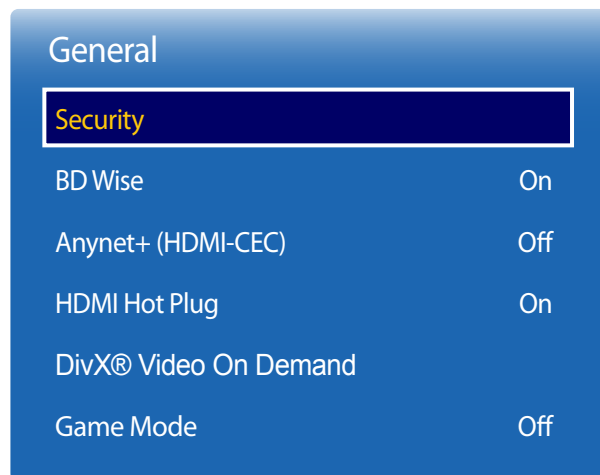 General
Security
BD Wise On
Anynet+ (HDMI-CEC) Off
HDMI Hot Plug On
DivX® Video On Demand
Game Mode Off